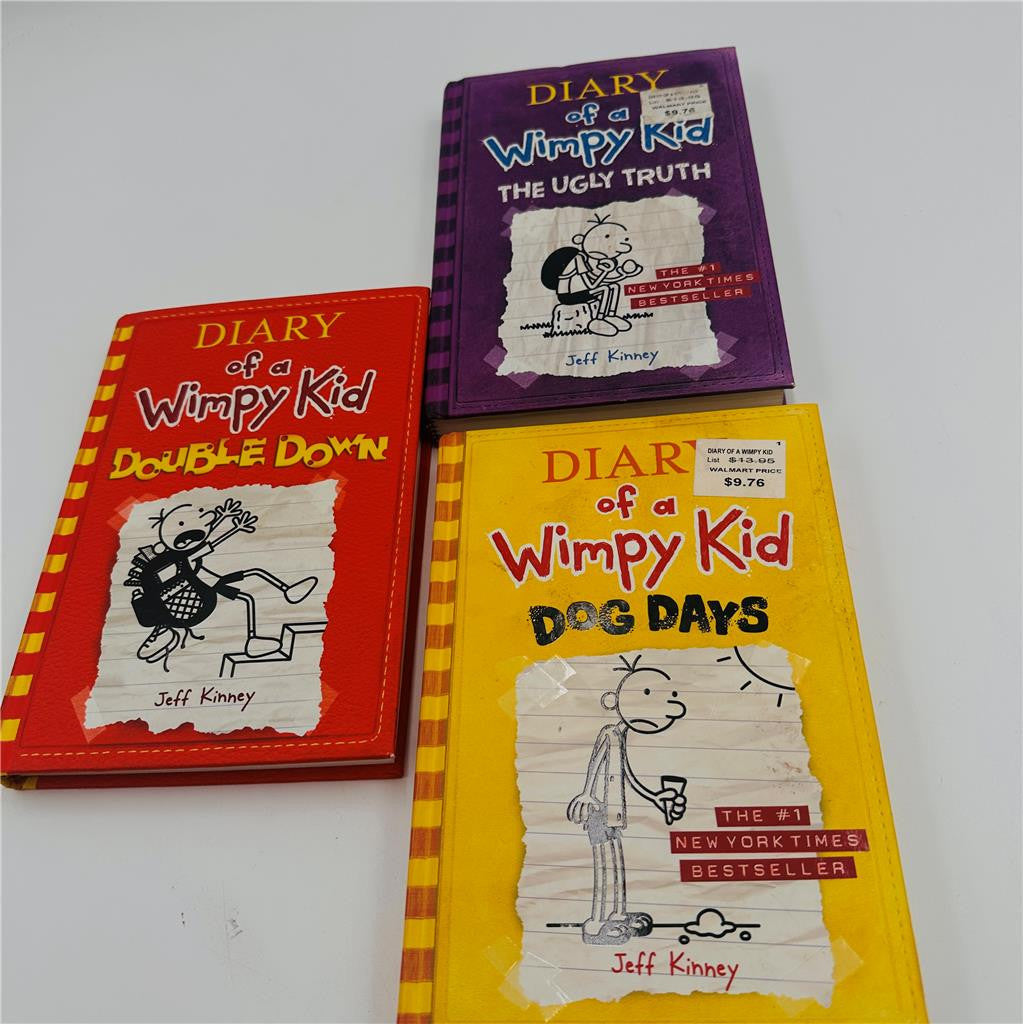 DIARY
of a
Wimpy Kid
THE UGLY TRUTH
WALMART PRICE
$9.76
THE #1
NEW YORK TIMES
BESTSELLER
Jeff Kinney
DIARY
of a
Wimpy Kid
DOUBLE DOWN
Jeff Kinney
DIARY
of a
Wimpy Kid
DOG DAYS
1
DIARY OF A WIMPY KID
List $13.95
WALMART PRICE
$9.76
THE #1
NEW YORK TIMES
BESTSELLER
Jeff Kinney